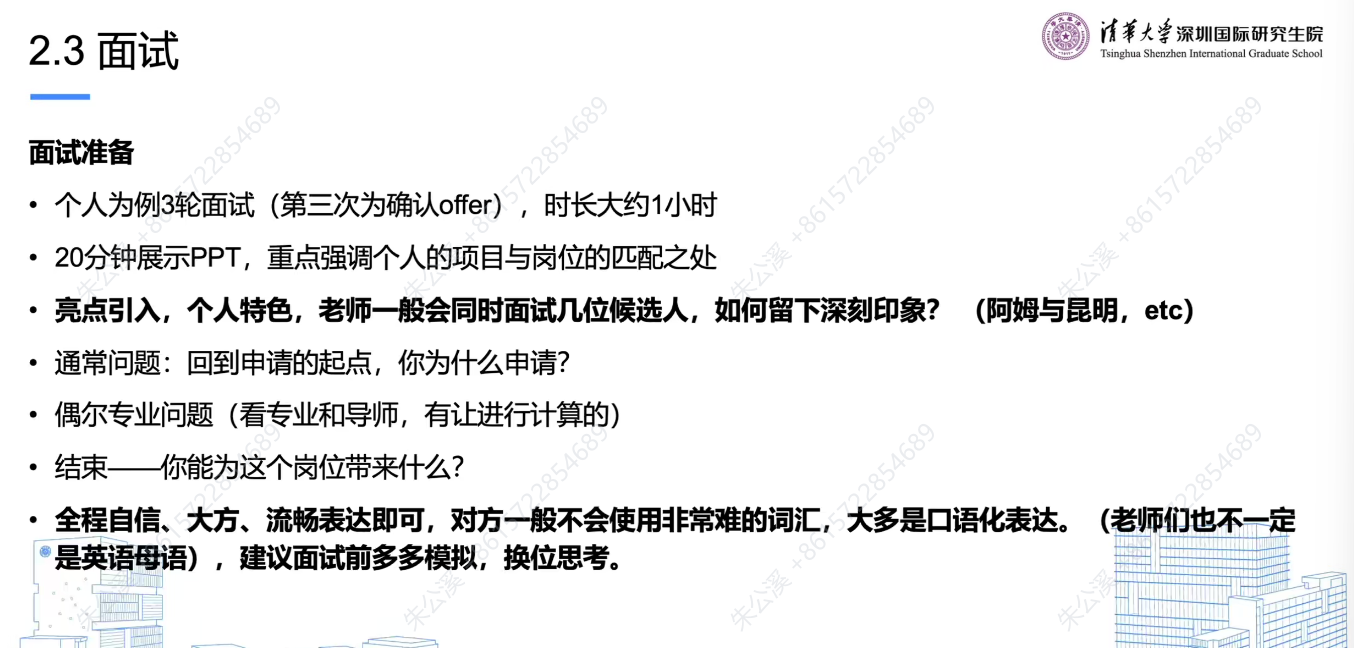 2.3 面试
清华大学深圳国际研究生院
Tsinghua Shenzhen International Graduate School
面试准备
• 个人为例3轮面试（第三次为确认offer），时长大约1小时
• 20分钟展示PPT，重点强调个人的项目与岗位的匹配之处
• 亮点引入，个人特色，老师一般会同时面试几位候选人，如何留下深刻印象？ （阿姆与昆明，etc）
• 通常问题：回到申请的起点，你为什么申请？
• 偶尔专业问题（看专业和导师，有让进行计算的）
• 结束——你能为这个岗位带来什么？
• 全程自信、大方、流畅表达即可，对方一般不会使用非常难的词汇，大多是口语化表达。（老师们也不一定
是英语母语），建议面试前多多模拟，换位思考。
朱公溪 +8615722854689
朱公溪 +8615722854689
朱公溪 +8615722854689
朱公溪 +8615722854689
朱公溪 +8615722854689
朱公溪 +8615722854689
朱公溪 +8615722854689
朱公溪 +8615722854689